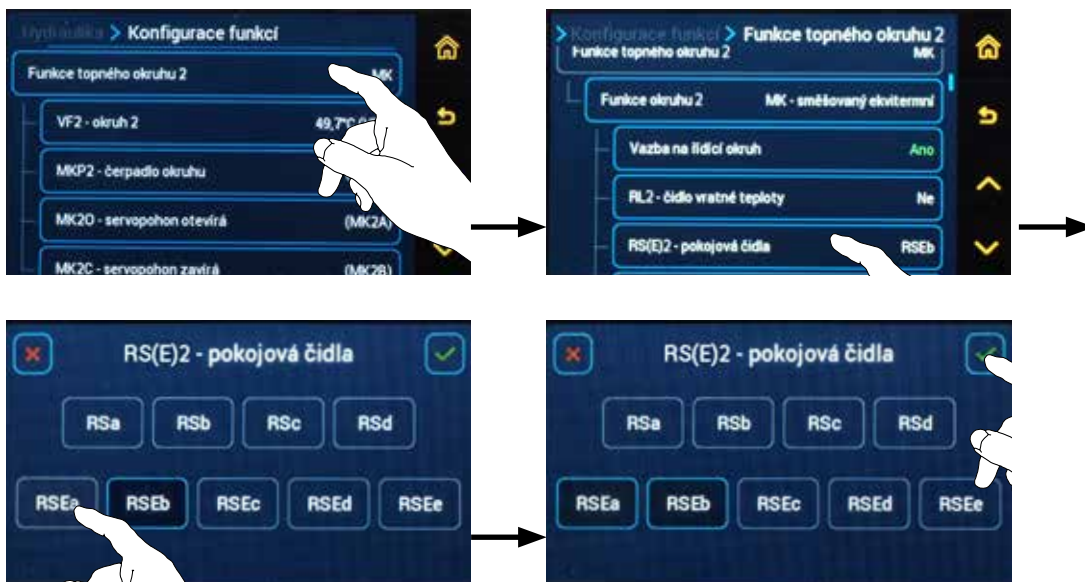 > Konfigurace funkcí
Funkce topného okruhu 2 MK
VF2 - okruh 2 49,7°C
MKP2 - čerpadlo okruhu
MK2O - servopohon otevírá (MK2A)
MK2C - servopohon zavírá (MK2B)
> Konfigurace funkcí > Funkce topného okruhu 2
Funkce topného okruhu 2 MK
Funkce okruhu 2 MK - směšovaný ekvitermní
Vazba na řídicí okruh Ano
RL2 - čidlo vratné teploty Ne
RS(E)2 - pokojová čidla RSEb
RS(E)2 - pokojová čidla
RSa RSb RSc RSd
RSEa RSEb RSEc RSEd RSEe
RS(E)2 - pokojová čidla
RSa RSb RSc RSd
RSEa RSEb RSEc RSEd RSEe